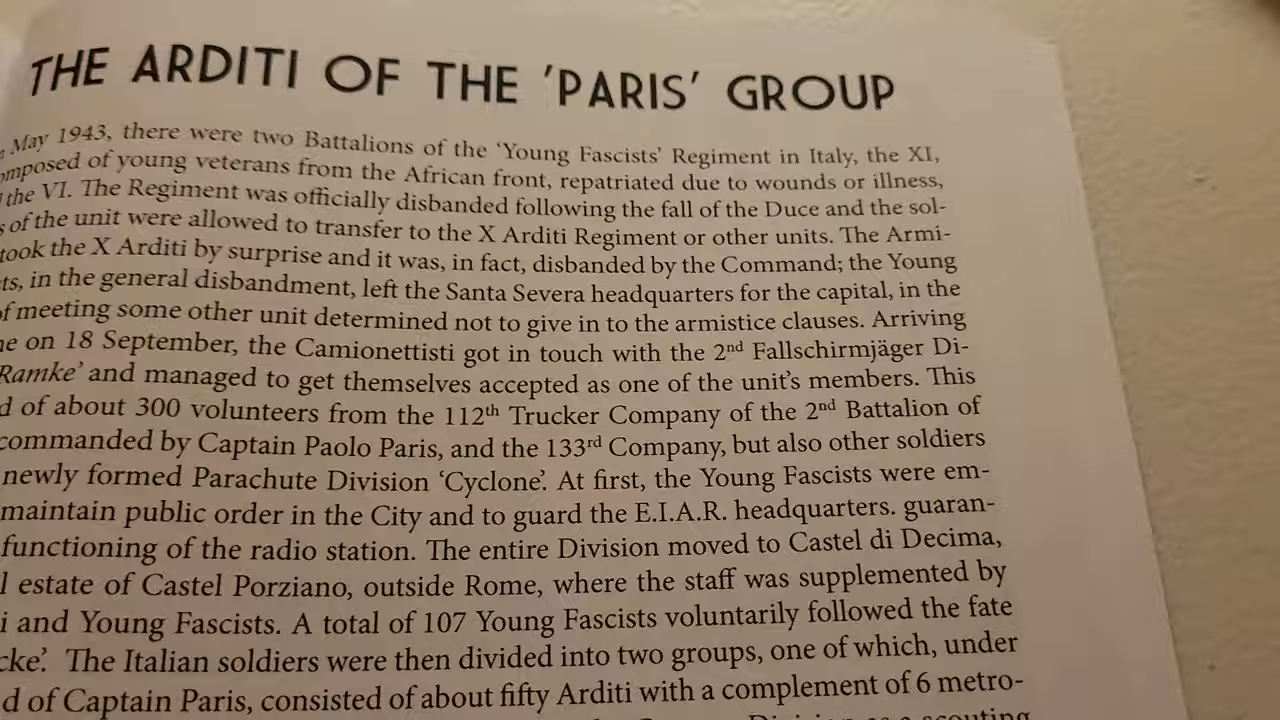 THE ARDITI OF THE 'PARIS' GROUP
May 1943, there were two Battalions of the ‘Young Fascists’ Regiment in Italy, the XI,
mposed of young veterans from the African front, repatriated due to wounds or illness,
the VI. The Regiment was officially disbanded following the fall of the Duce and the sol-
s of the unit were allowed to transfer to the X Arditi Regiment or other units. The Armi-
took the X Arditi by surprise and it was, in fact, disbanded by the Command; the Young
ts, in the general disbandment, left the Santa Severa headquarters for the capital, in the
of meeting some other unit determined not to give in to the armistice clauses. Arriving
e on 18 September, the Camionettisti got in touch with the 2nd Fallschirmjäger Di-
Ramke’ and managed to get themselves accepted as one of the unit’s members. This
d of about 300 volunteers from the 112th Trucker Company of the 2nd Battalion of
commanded by Captain Paolo Paris, and the 133rd Company, but also other soldiers
newly formed Parachute Division ‘Cyclone’. At first, the Young Fascists were em-
maintain public order in the City and to guard the E.I.A.R. headquarters. guaran-
functioning of the radio station. The entire Division moved to Castel di Decima,
l estate of Castel Porziano, outside Rome, where the staff was supplemented by
i and Young Fascists. A total of 107 Young Fascists voluntarily followed the fate
cke’. The Italian soldiers were then divided into two groups, one of which, under
d of Captain Paris, consisted of about fifty Arditi with a complement of 6 metro-